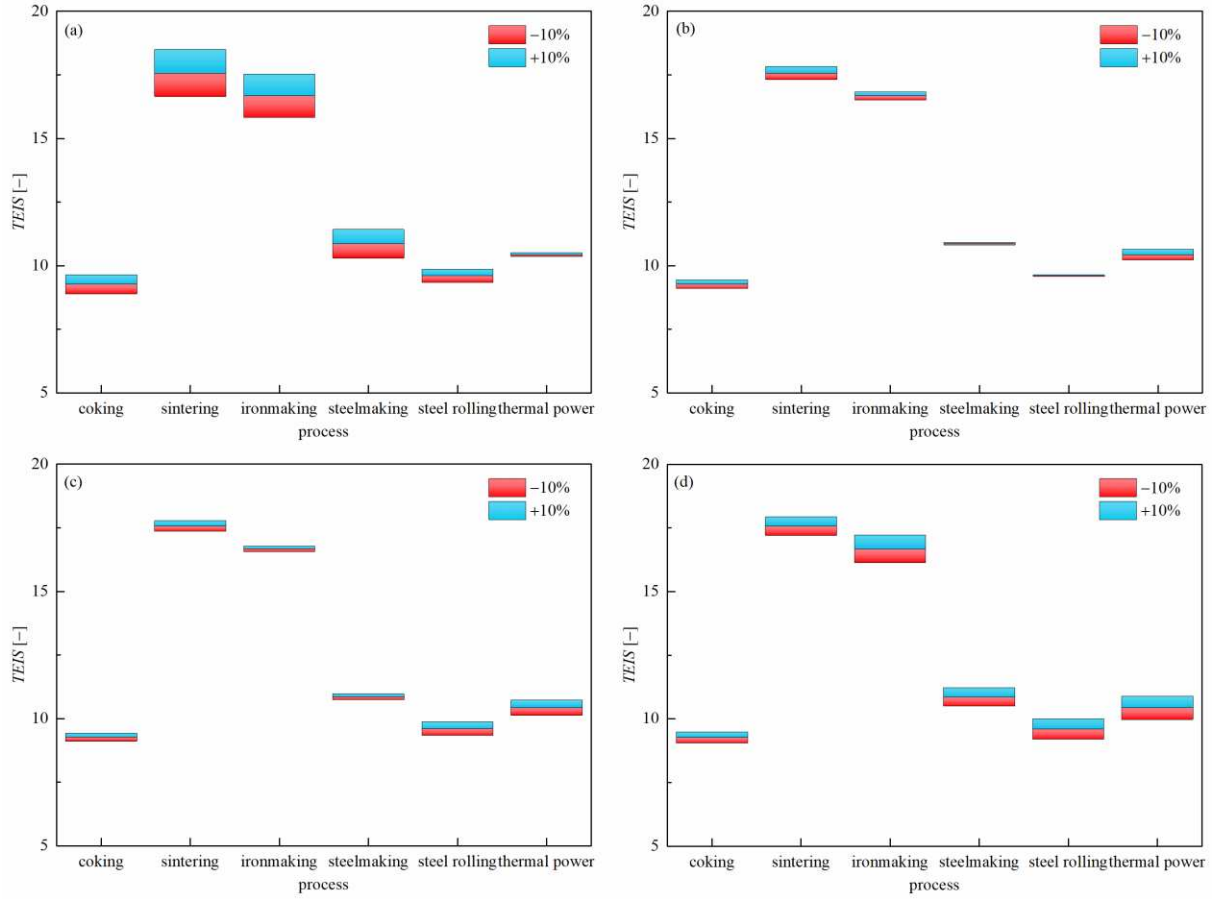 (a)
−10%
+10%
20
15
10
5
TEIS [−]
coking sintering ironmaking steelmaking steel rolling thermal power
process
(b)
−10%
+10%
20
15
10
5
TEIS [−]
coking sintering ironmaking steelmaking steel rolling thermal power
process
(c)
−10%
+10%
20
15
10
5
TEIS [−]
coking sintering ironmaking steelmaking steel rolling thermal power
process
(d)
−10%
+10%
20
15
10
5
TEIS [−]
coking sintering ironmaking steelmaking steel rolling thermal power
process